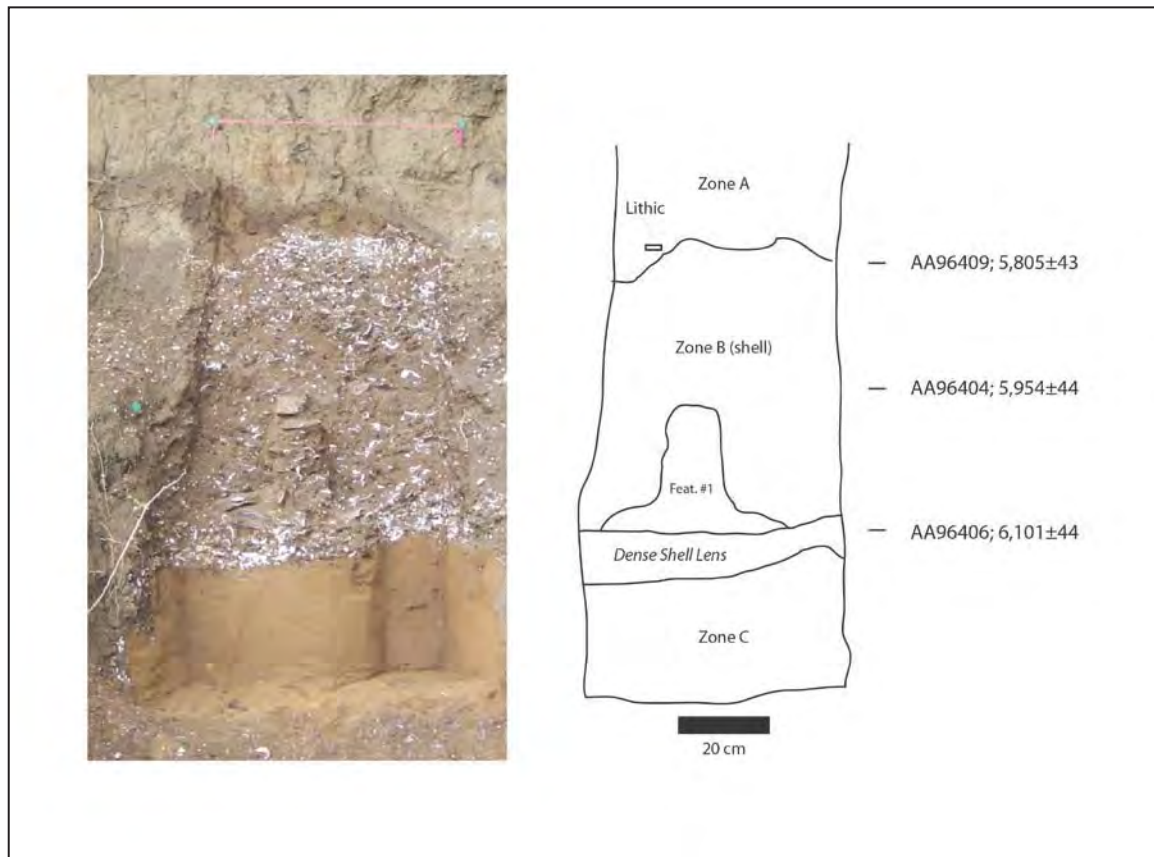 Zone A
Lithic
AA96409; 5,805±43
Zone B (shell)
AA96404; 5,954±44
Feat. #1
AA96406; 6,101±44
Dense Shell Lens
Zone C
20 cm